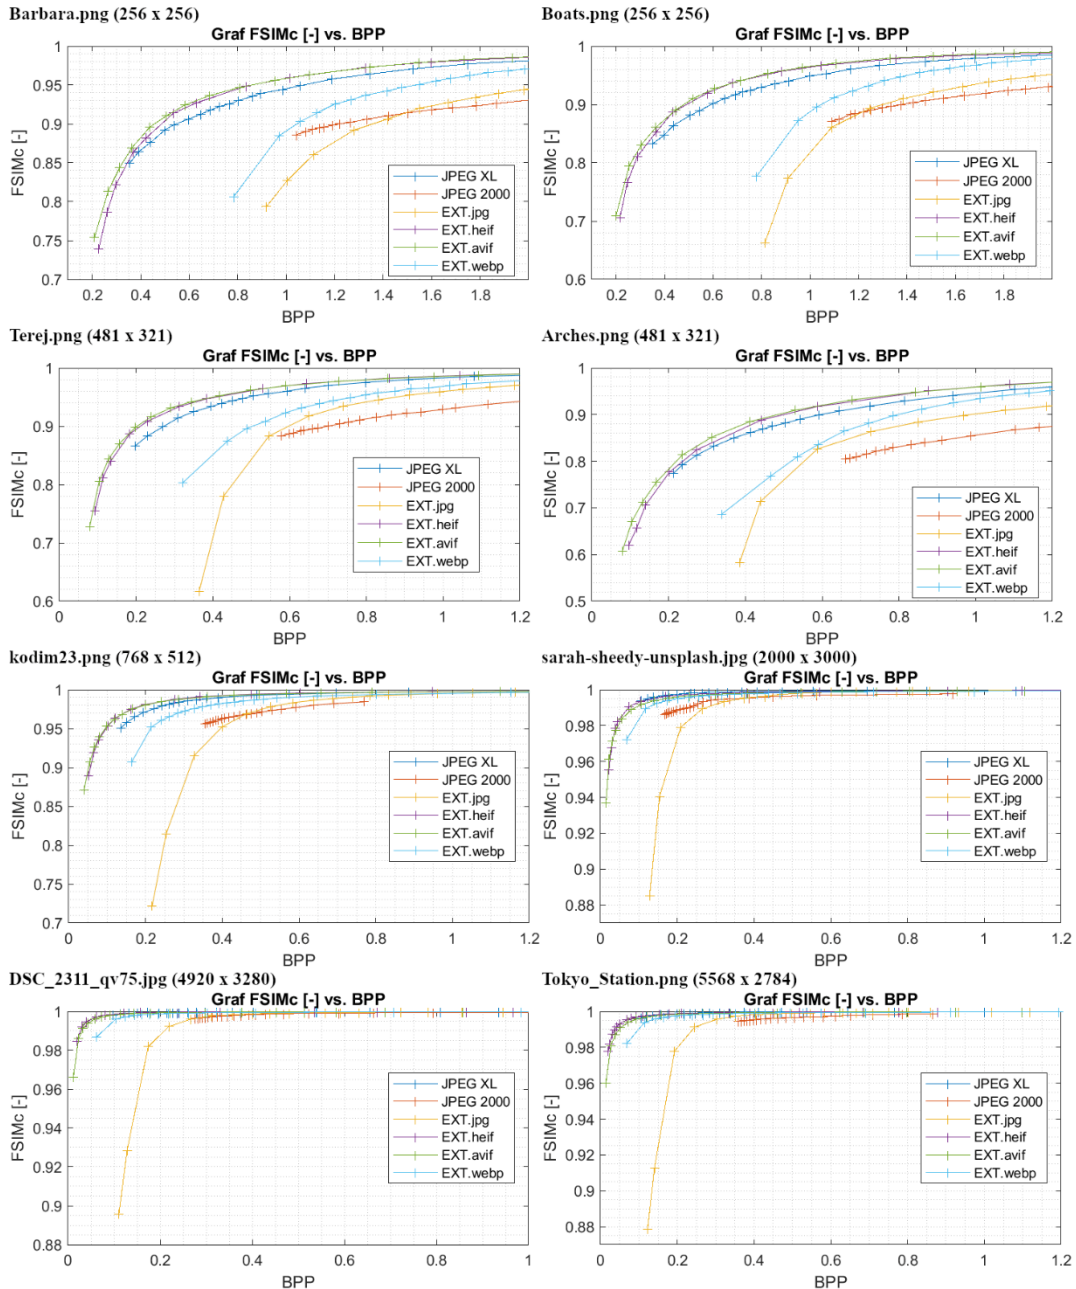 Barbara.png (256 x 256)
Graf FSIMc [-] vs. BPP
1
0.95
0.9
0.85
0.8
0.75
0.7
FSIMc [-]
0.2 0.4 0.6 0.8 1 1.2 1.4 1.6 1.8
BPP
JPEG XL
JPEG 2000
EXT.jpg
EXT.heif
EXT.avif
EXT.webp
Boats.png (256 x 256)
Graf FSIMc [-] vs. BPP
1
0.9
0.8
0.7
0.6
FSIMc [-]
0.2 0.4 0.6 0.8 1 1.2 1.4 1.6 1.8
BPP
JPEG XL
JPEG 2000
EXT.jpg
EXT.heif
EXT.avif
EXT.webp
Terej.png (481 x 321)
Graf FSIMc [-] vs. BPP
1
0.9
0.8
0.7
0.6
FSIMc [-]
0 0.2 0.4 0.6 0.8 1 1.2
BPP
JPEG XL
JPEG 2000
EXT.jpg
EXT.heif
EXT.avif
EXT.webp
Arches.png (481 x 321)
Graf FSIMc [-] vs. BPP
1
0.9
0.8
0.7
0.6
0.5
FSIMc [-]
0 0.2 0.4 0.6 0.8 1 1.2
BPP
JPEG XL
JPEG 2000
EXT.jpg
EXT.heif
EXT.avif
EXT.webp
kodim23.png (768 x 512)
Graf FSIMc [-] vs. BPP
1
0.95
0.9
0.85
0.8
0.75
0.7
FSIMc [-]
0 0.2 0.4 0.6 0.8 1 1.2
BPP
JPEG XL
JPEG 2000
EXT.jpg
EXT.heif
EXT.avif
EXT.webp
sarah-sheedy-unsplash.jpg (2000 x 3000)
Graf FSIMc [-] vs. BPP
1
0.98
0.96
0.94
0.92
0.9
0.88
FSIMc [-]
0 0.2 0.4 0.6 0.8 1 1.2
BPP
JPEG XL
JPEG 2000
EXT.jpg
EXT.heif
EXT.avif
EXT.webp
DSC_2311_qv75.jpg (4920 x 3280)
Graf FSIMc [-] vs. BPP
1
0.98
0.96
0.94
0.92
0.9
0.88
FSIMc [-]
0 0.2 0.4 0.6 0.8 1
BPP
JPEG XL
JPEG 2000
EXT.jpg
EXT.heif
EXT.avif
EXT.webp
Tokyo_Station.png (5568 x 2784)
Graf FSIMc [-] vs. BPP
1
0.98
0.96
0.94
0.92
0.9
0.88
FSIMc [-]
0 0.2 0.4 0.6 0.8 1 1.2
BPP
JPEG XL
JPEG 2000
EXT.jpg
EXT.heif
EXT.avif
EXT.webp